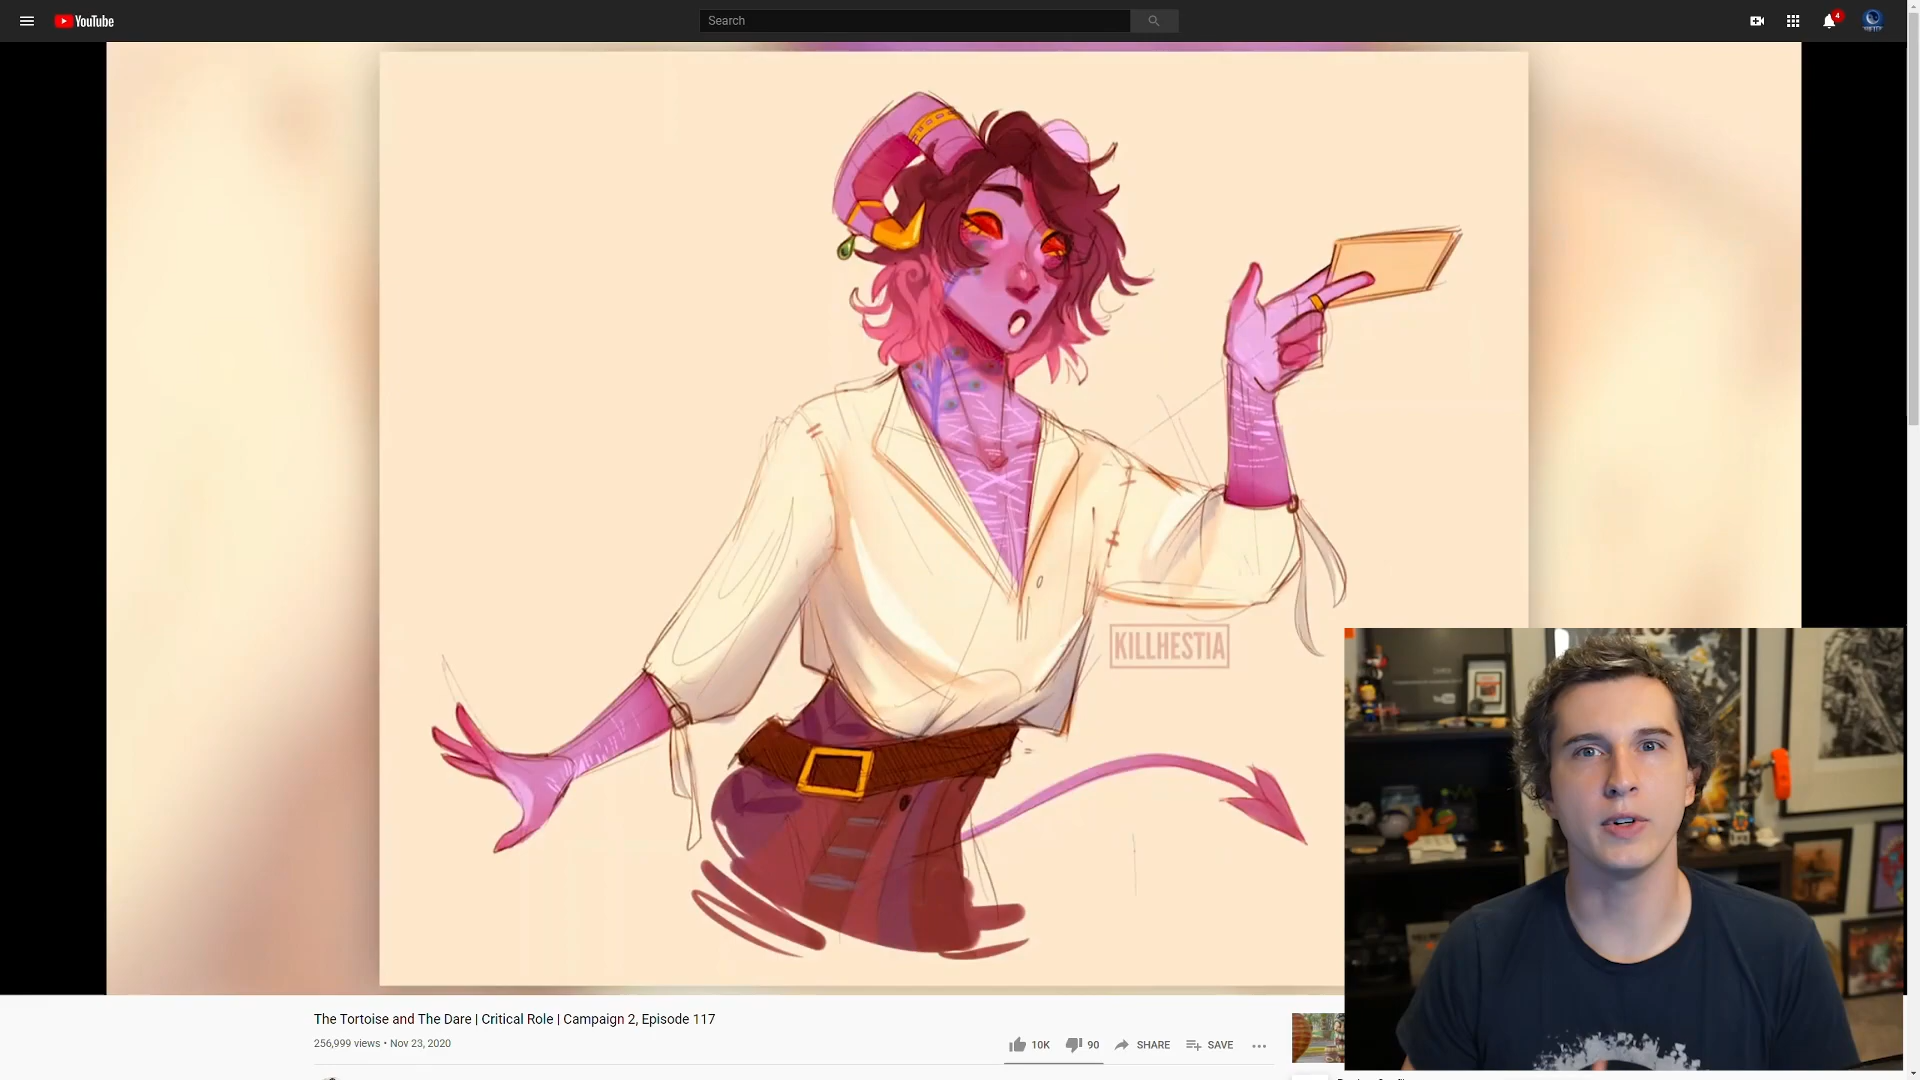 YouTube
Search
4
KILLHESTIA
The Tortoise and The Dare | Critical Role | Campaign 2, Episode 117
256,999 views • Nov 23, 2020
10K
90
SHARE
SAVE